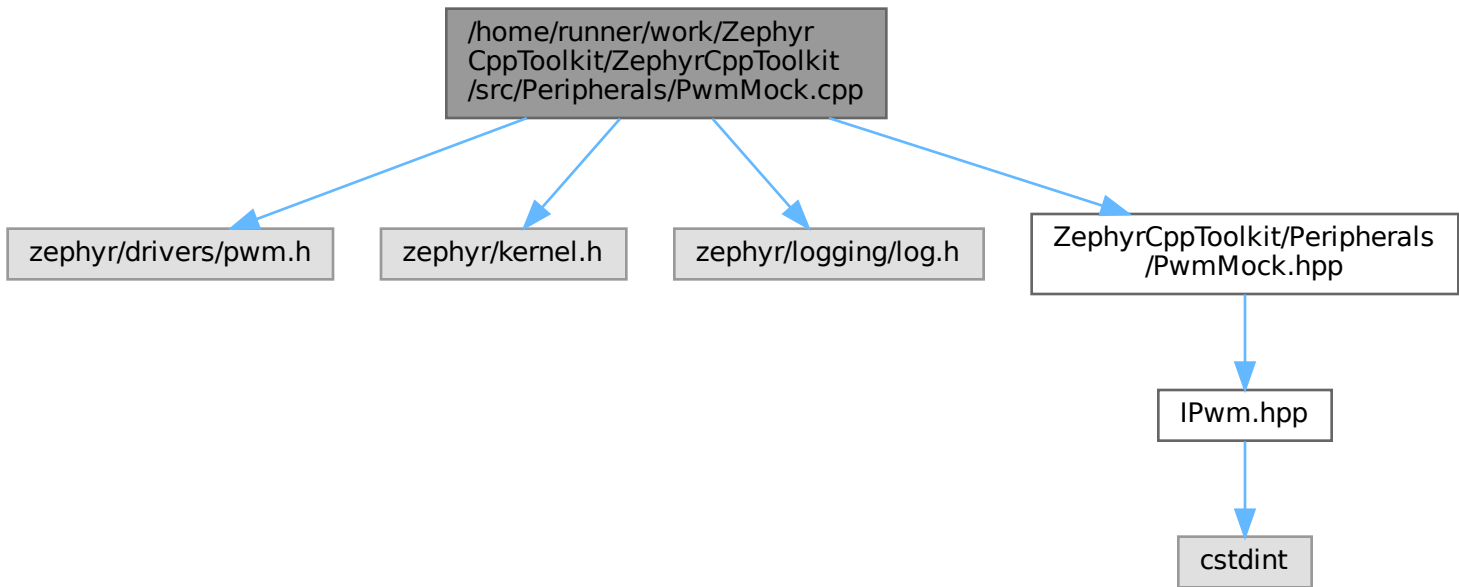 /home/runner/work/Zephyr
CppToolkit/ZephyrCppToolkit
/src/Peripherals/PwmMock.cpp
zephyr/drivers/pwm.h
zephyr/kernel.h
zephyr/logging/log.h
ZephyrCppToolkit/Peripherals
/PwmMock.hpp
IPwm.hpp
cstdint